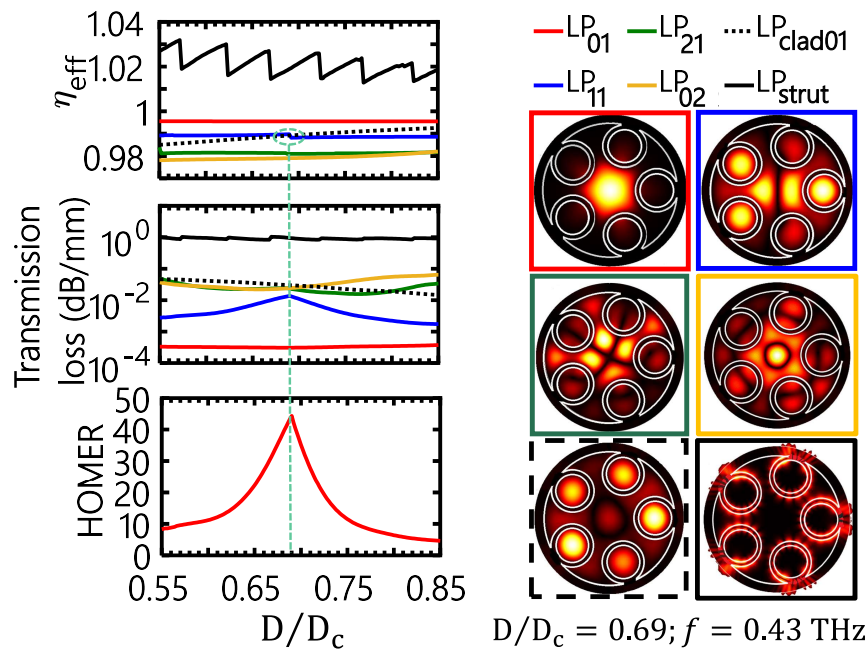 1.04
1.02
1
0.98
η_eff
LP_01 LP_21 LP_clad01
LP_11 LP_02 LP_strut
10^0
10^-2
10^-4
Transmission
loss (dB/mm)
50
40
30
20
10
0
HOMER
0.55 0.65 0.75 0.85
D/D_c
D/D_c = 0.69; f = 0.43 THz